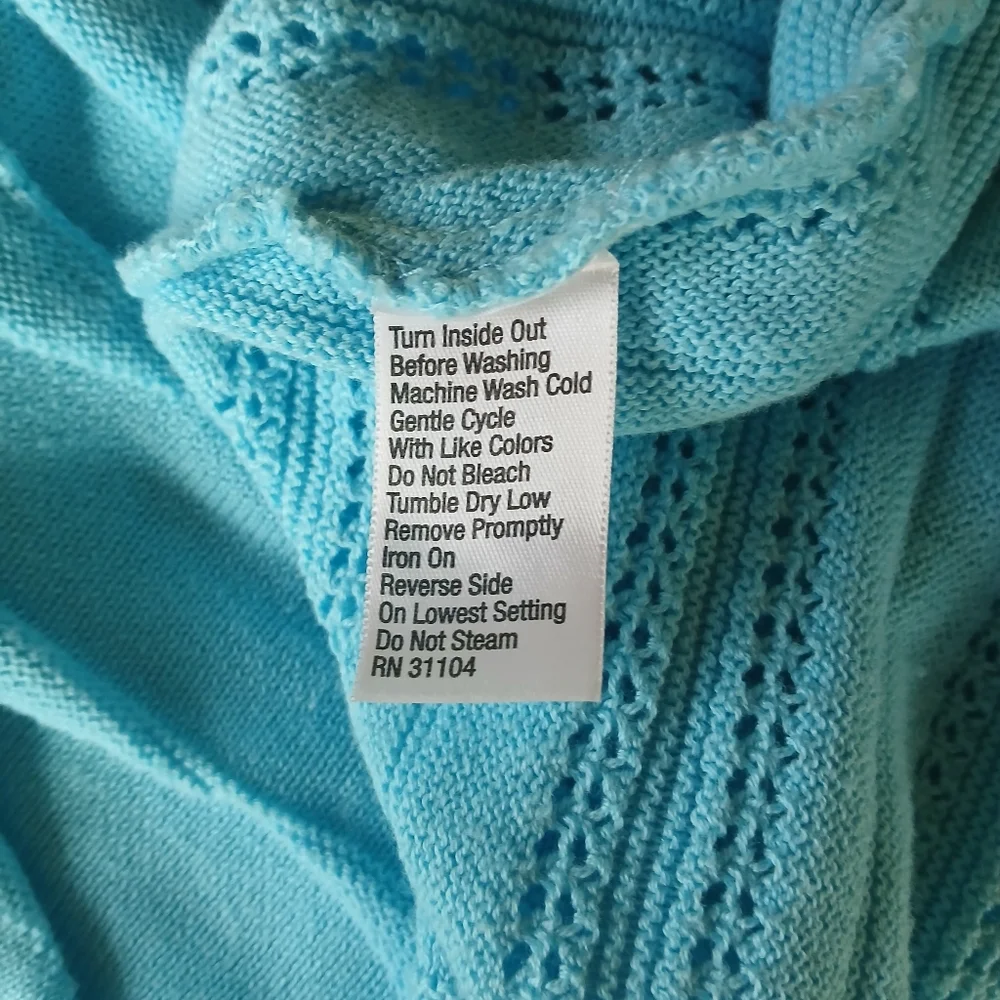 Turn Inside Out
Before Washing
Machine Wash Cold
Gentle Cycle
With Like Colors
Do Not Bleach
Tumble Dry Low
Remove Promptly
Iron On
Reverse Side
On Lowest Setting
Do Not Steam
RN 31104